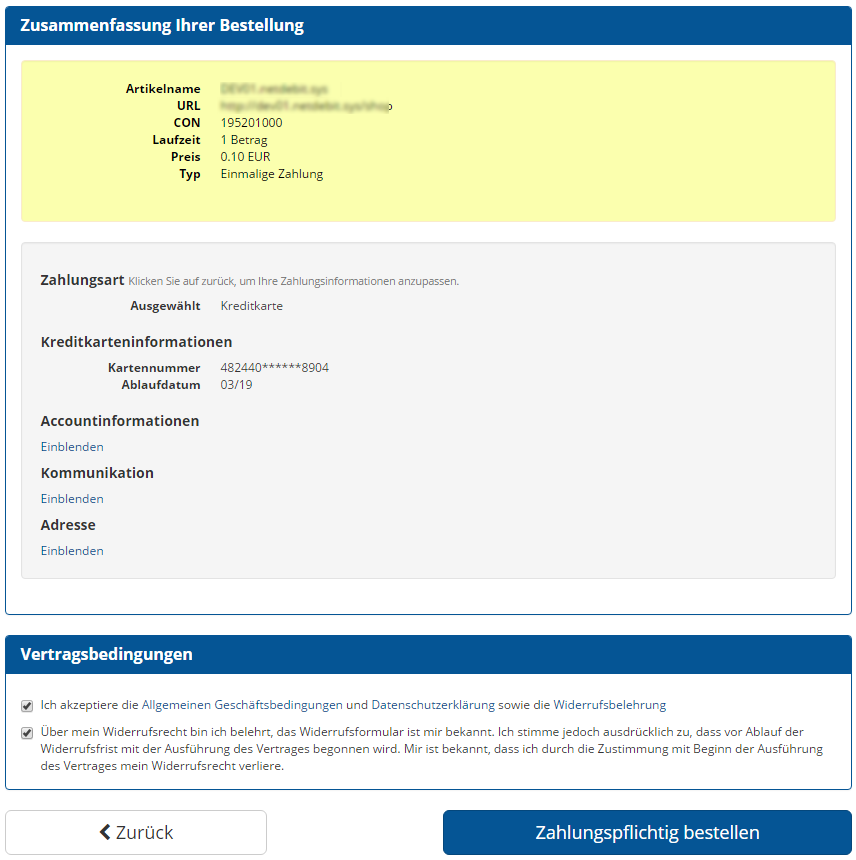 Zusammenfassung Ihrer Bestellung
Artikelname
URL
CON 195201000
Laufzeit 1 Betrag
Preis 0.10 EUR
Typ Einmalige Zahlung
Zahlungsart Klicken Sie auf zurück, um Ihre Zahlungsinformationen anzupassen.
Ausgewählt Kreditkarte
Kreditkarteninformationen
Kartennummer 482440******8904
Ablaufdatum 03/19
Accountinformationen
Einblenden
Kommunikation
Einblenden
Adresse
Einblenden
Vertragsbedingungen
Ich akzeptiere die Allgemeinen Geschäftsbedingungen und Datenschutzerklärung sowie die Widerrufsbelehrung
Über mein Widerrufsrecht bin ich belehrt, das Widerrufsformular ist mir bekannt. Ich stimme jedoch ausdrücklich zu, dass vor Ablauf der
Widerrufsfrist mit der Ausführung des Vertrages begonnen wird. Mir ist bekannt, dass ich durch die Zustimmung mit Beginn der Ausführung
des Vertrages mein Widerrufsrecht verliere.
Zurück
Zahlungspflichtig bestellen